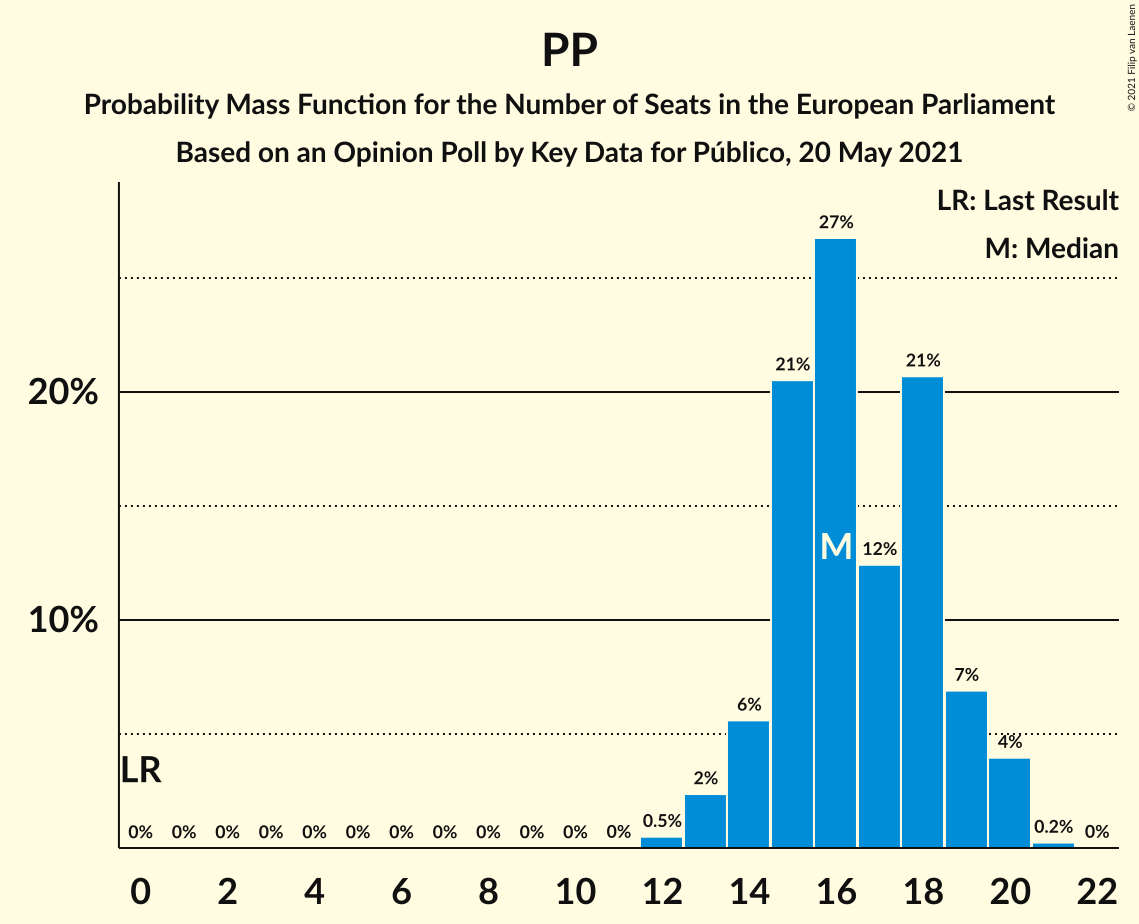 PP
Probability Mass Function for the Number of Seats in the European Parliament
Based on an Opinion Poll by Key Data for Público, 20 May 2021
© 2021 Filip van Laenen
LR: Last Result
M: Median
27%
21%
21%
20%
M
12%
10%
7%
6%
4%
LR
2%
0% 0% 0% 0% 0% 0% 0% 0% 0% 0% 0% 0% 0.5% 0.2% 0%
0 2 4 6 8 10 12 14 16 18 20 22